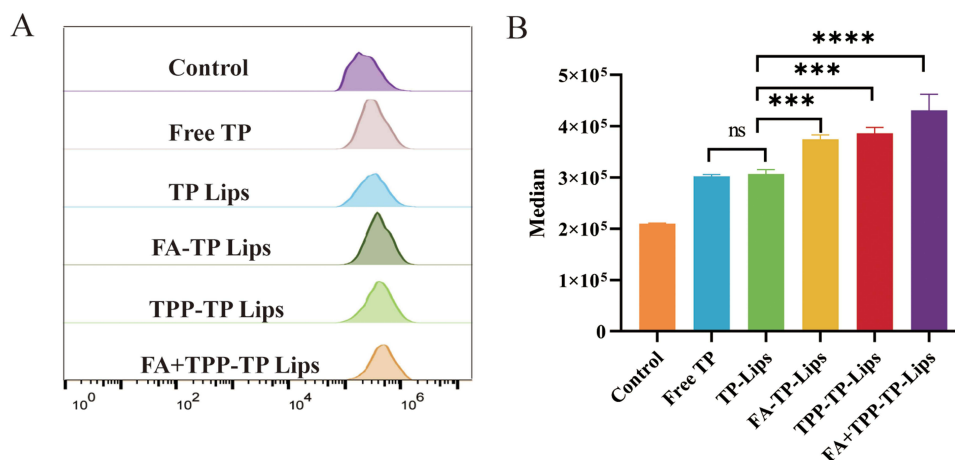 A
Control
Free TP
TP Lips
FA-TP Lips
TPP-TP Lips
FA+TPP-TP Lips
10⁰ 10² 10⁴ 10⁶
B
****
***
***
ns
5×10⁵
4×10⁵
3×10⁵
2×10⁵
1×10⁵
0
Median
Control
Free TP
TP-Lips
FA-TP-Lips
TPP-TP-Lips
FA+TPP-TP-Lips